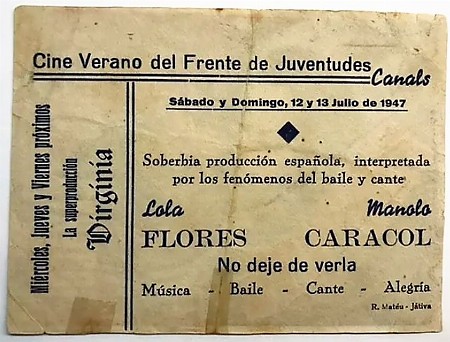 Cine Verano del Frente de Juventudes
Canals
Sábado y Domingo, 12 y 13 Julio de 1947
Soberbia producción española, interpretada
por los fenómenos del baile y cante
Lola Manolo
FLORES CARACOL
No deje de verla
Música - Baile - Cante - Alegría
R. Matéu - Játiva
Miércoles, Jueves y Viernes próximos
La superproducción
Virginia